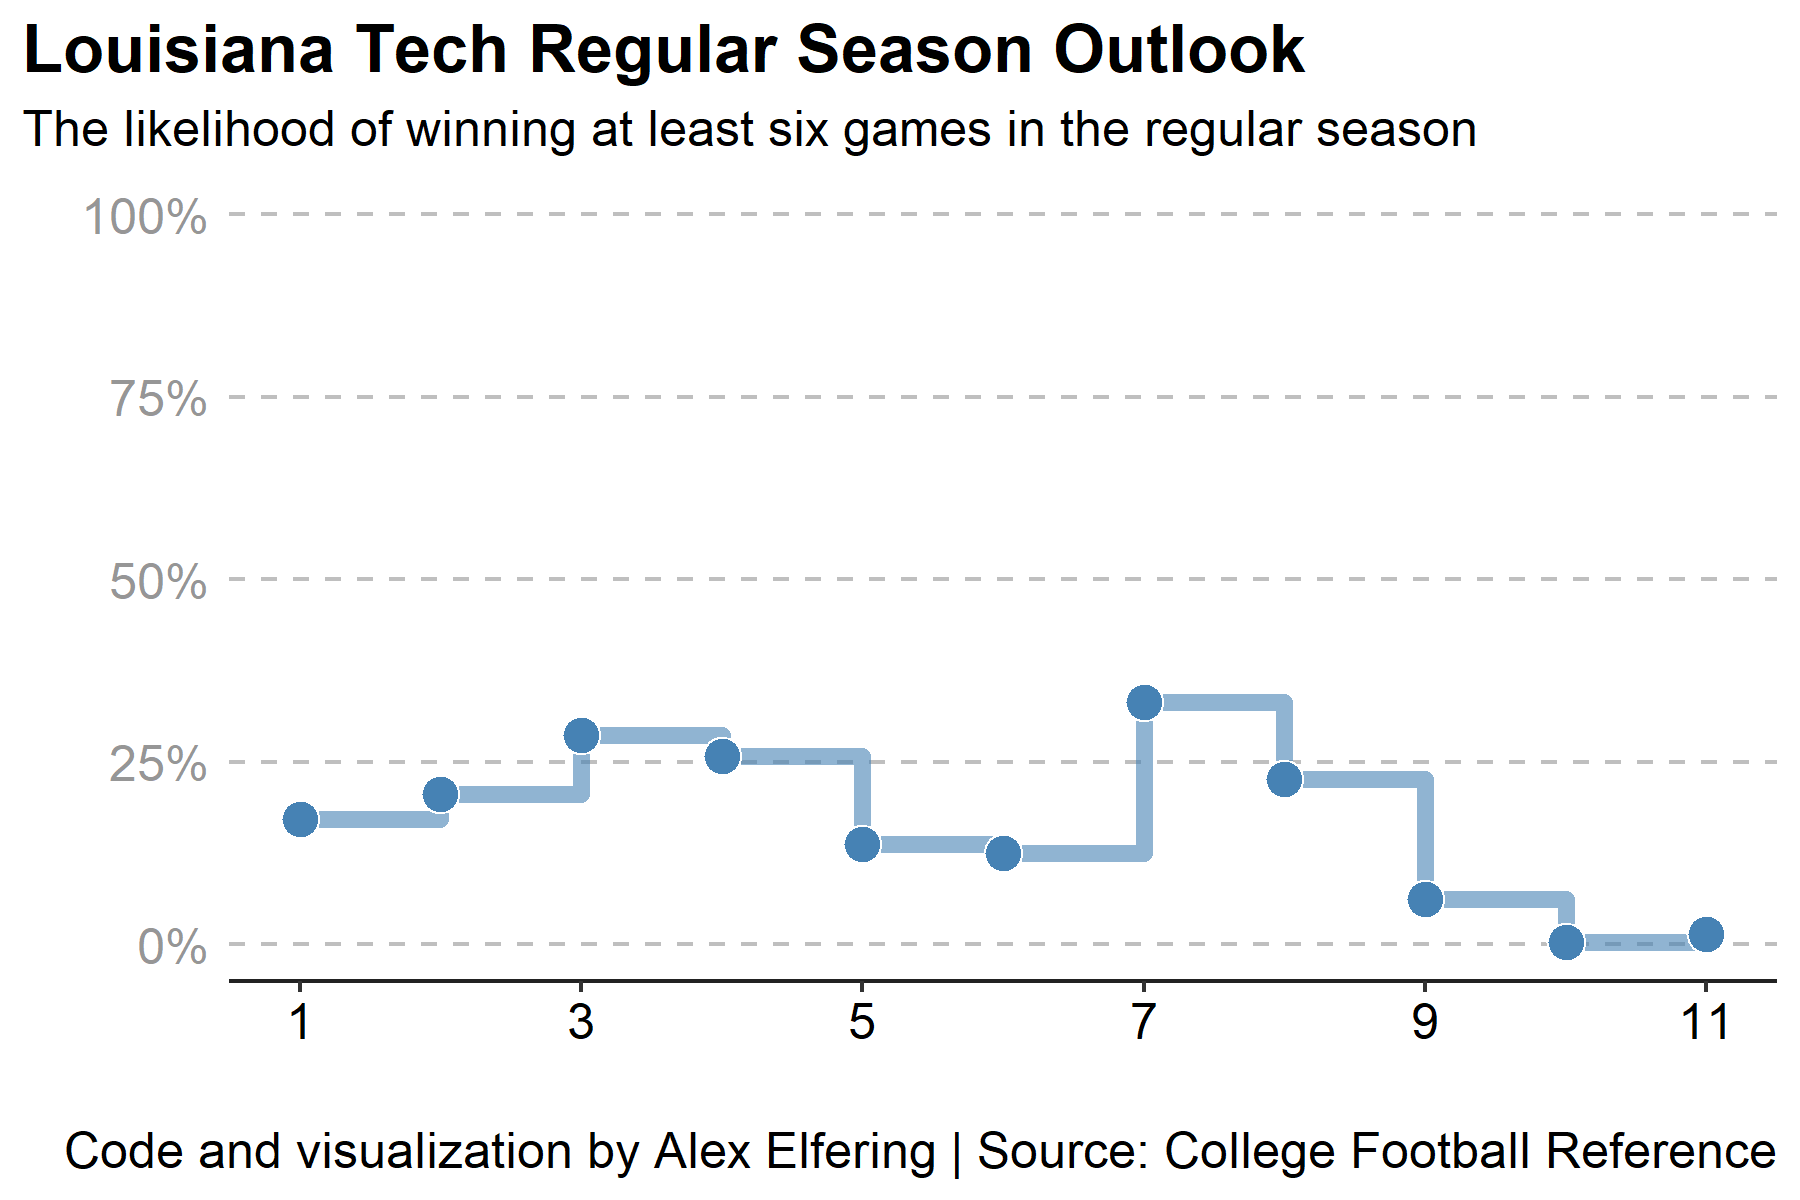 Louisiana Tech Regular Season Outlook
The likelihood of winning at least six games in the regular season
100%
75%
50%
25%
0%
1 3 5 7 9 11
Code and visualization by Alex Elfering | Source: College Football Reference